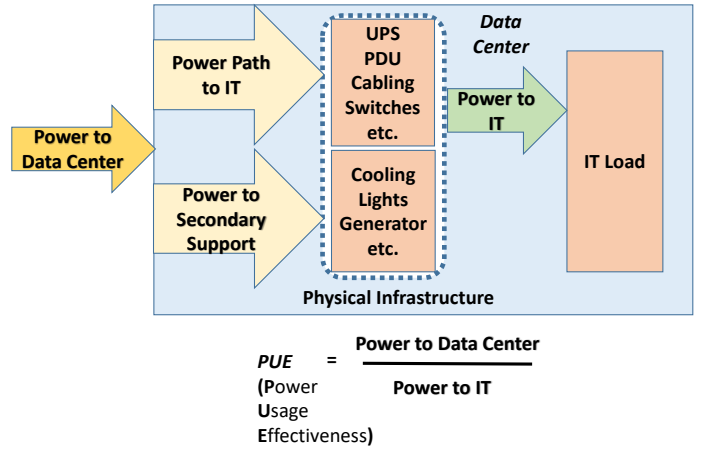 Power to
Data Center
Power Path
to IT
Power to
Secondary
Support
UPS
PDU
Cabling
Switches
etc.
Cooling
Lights
Generator
etc.
Physical Infrastructure
Data
Center
Power to
IT
IT Load
PUE = Power to Data Center
Power to IT
(Power
Usage
Effectiveness)